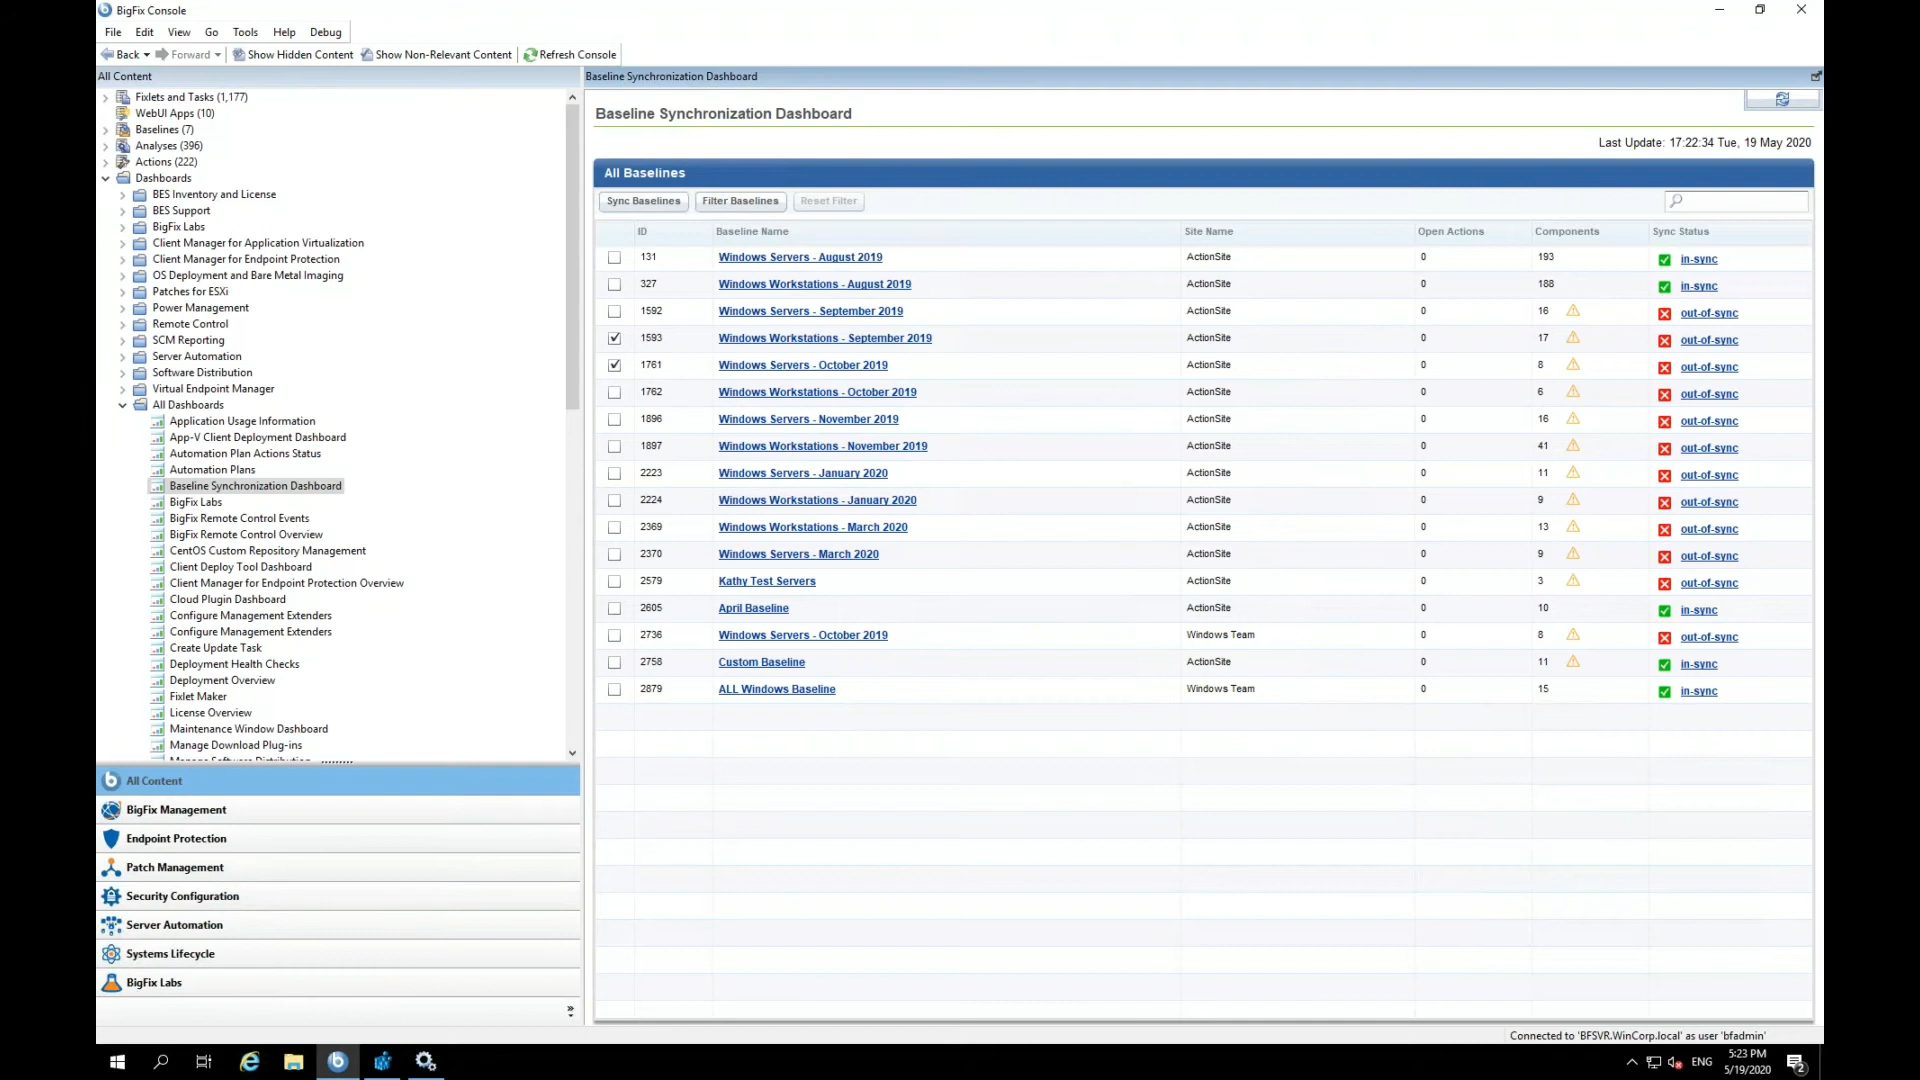 BigFix Console
File Edit View Go Tools Help Debug
Back Forward Show Hidden Content Show Non-Relevant Content Refresh Console
All Content
Fixlets and Tasks (1,177)
WebUI Apps (10)
Baselines (7)
Analyses (396)
Actions (222)
Dashboards
BES Inventory and License
BES Support
BigFix Labs
Client Manager for Application Virtualization
Client Manager for Endpoint Protection
OS Deployment and Bare Metal Imaging
Patches for ESXi
Power Management
Remote Control
SCM Reporting
Server Automation
Software Distribution
Virtual Endpoint Manager
All Dashboards
Application Usage Information
App-V Client Deployment Dashboard
Automation Plan Actions Status
Automation Plans
Baseline Synchronization Dashboard
BigFix Labs
BigFix Remote Control Events
BigFix Remote Control Overview
CentOS Custom Repository Management
Client Deploy Tool Dashboard
Client Manager for Endpoint Protection Overview
Cloud Plugin Dashboard
Configure Management Extenders
Configure Management Extenders
Create Update Task
Deployment Health Checks
Deployment Overview
Fixlet Maker
License Overview
Maintenance Window Dashboard
Manage Download Plug-ins
All Content
BigFix Management
Endpoint Protection
Patch Management
Security Configuration
Server Automation
Systems Lifecycle
BigFix Labs
Baseline Synchronization Dashboard
Baseline Synchronization Dashboard
Last Update: 17:22:34 Tue, 19 May 2020
All Baselines
Sync Baselines Filter Baselines Reset Filter
ID Baseline Name Site Name Open Actions Components Sync Status
131 Windows Servers - August 2019 ActionSite 0 193 in-sync
327 Windows Workstations - August 2019 ActionSite 0 188 in-sync
1592 Windows Servers - September 2019 ActionSite 0 16 out-of-sync
1593 Windows Workstations - September 2019 ActionSite 0 17 out-of-sync
1761 Windows Servers - October 2019 ActionSite 0 8 out-of-sync
1762 Windows Workstations - October 2019 ActionSite 0 6 out-of-sync
1896 Windows Servers - November 2019 ActionSite 0 16 out-of-sync
1897 Windows Workstations - November 2019 ActionSite 0 41 out-of-sync
2223 Windows Servers - January 2020 ActionSite 0 11 out-of-sync
2224 Windows Workstations - January 2020 ActionSite 0 9 out-of-sync
2369 Windows Workstations - March 2020 ActionSite 0 13 out-of-sync
2370 Windows Servers - March 2020 ActionSite 0 9 out-of-sync
2579 Kathy Test Servers ActionSite 0 3 out-of-sync
2605 April Baseline ActionSite 0 10 in-sync
2736 Windows Servers - October 2019 Windows Team 0 8 out-of-sync
2758 Custom Baseline ActionSite 0 11 in-sync
2879 ALL Windows Baseline Windows Team 0 15 in-sync
Connected to 'BFSVR.WinCorp.local' as user 'bfadmin'
ENG
5:23 PM
5/19/2020
2